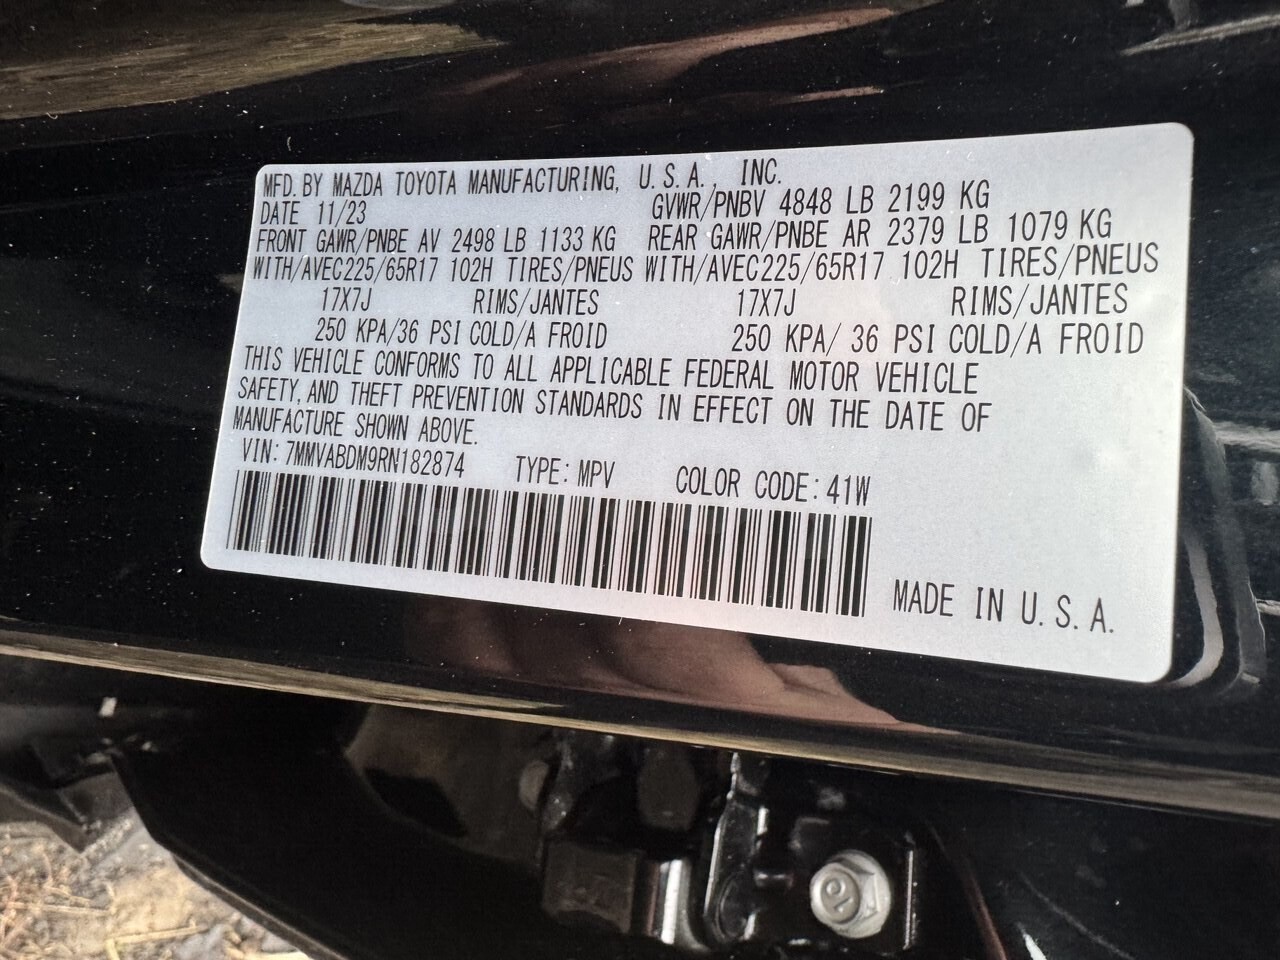 MFD. BY MAZDA TOYOTA MANUFACTURING, U.S.A., INC.
DATE 11/23 GVWR/PNBV 4848 LB 2199 KG
FRONT GAWR/PNBE AV 2498 LB 1133 KG REAR GAWR/PNBE AR 2379 LB 1079 KG
WITH/AVEC225/65R17 102H TIRES/PNEUS WITH/AVEC225/65R17 102H TIRES/PNEUS
17X7J RIMS/JANTES 17X7J RIMS/JANTES
250 KPA/36 PSI COLD/A FROID 250 KPA/ 36 PSI COLD/A FROID
THIS VEHICLE CONFORMS TO ALL APPLICABLE FEDERAL MOTOR VEHICLE
SAFETY, AND THEFT PREVENTION STANDARDS IN EFFECT ON THE DATE OF
MANUFACTURE SHOWN ABOVE.
VIN: 7MMVABDM9RN182874 TYPE: MPV COLOR CODE: 41W
MADE IN U.S.A.